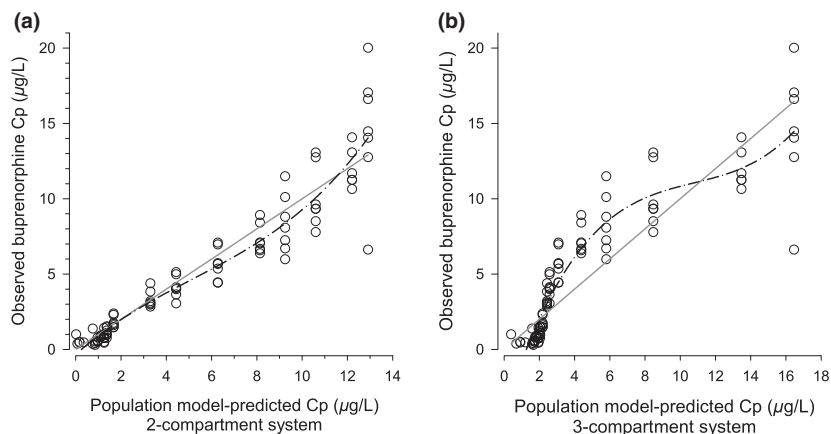 (a)
Observed buprenorphine Cp (µg/L)
20
15
10
5
0
0 2 4 6 8 10 12 14
Population model-predicted Cp (µg/L)
2-compartment system
(b)
Observed buprenorphine Cp (µg/L)
20
15
10
5
0
0 2 4 6 8 10 12 14 16 18
Population model-predicted Cp (µg/L)
3-compartment system